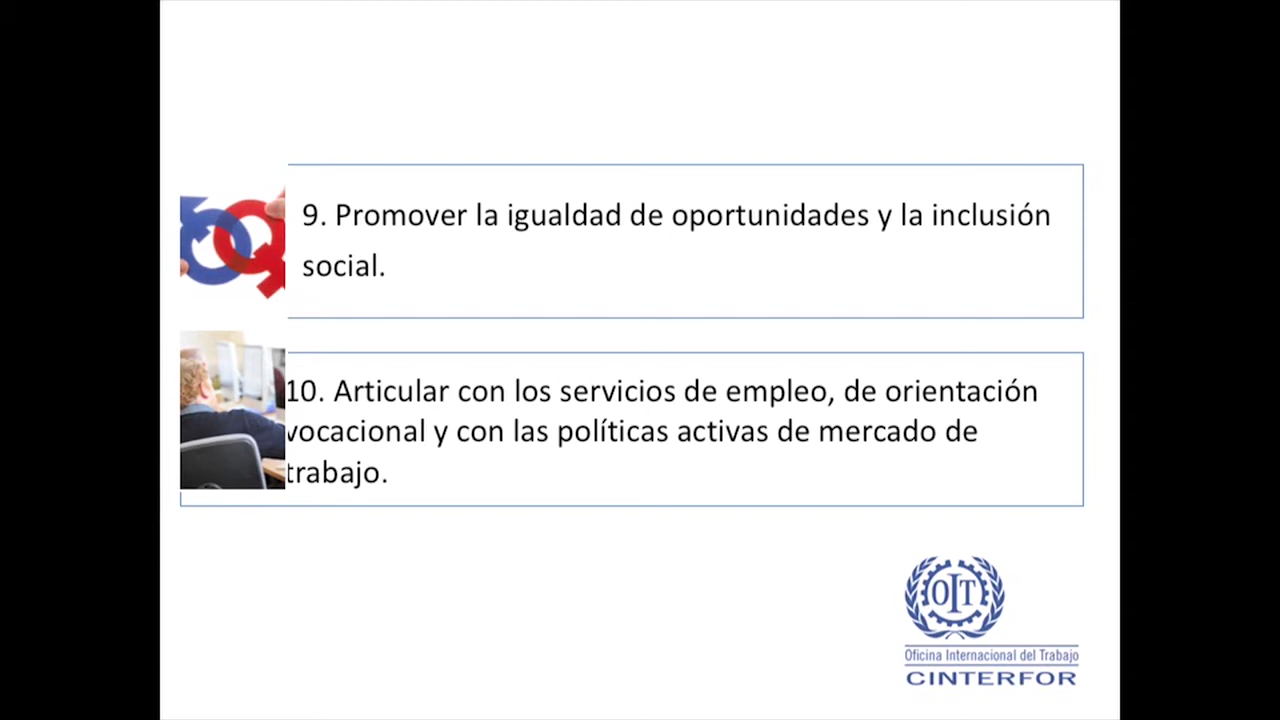 9. Promover la igualdad de oportunidades y la inclusión
social.
10. Articular con los servicios de empleo, de orientación
vocacional y con las políticas activas de mercado de
trabajo.
OIT
Oficina Internacional del Trabajo
CINTERFOR